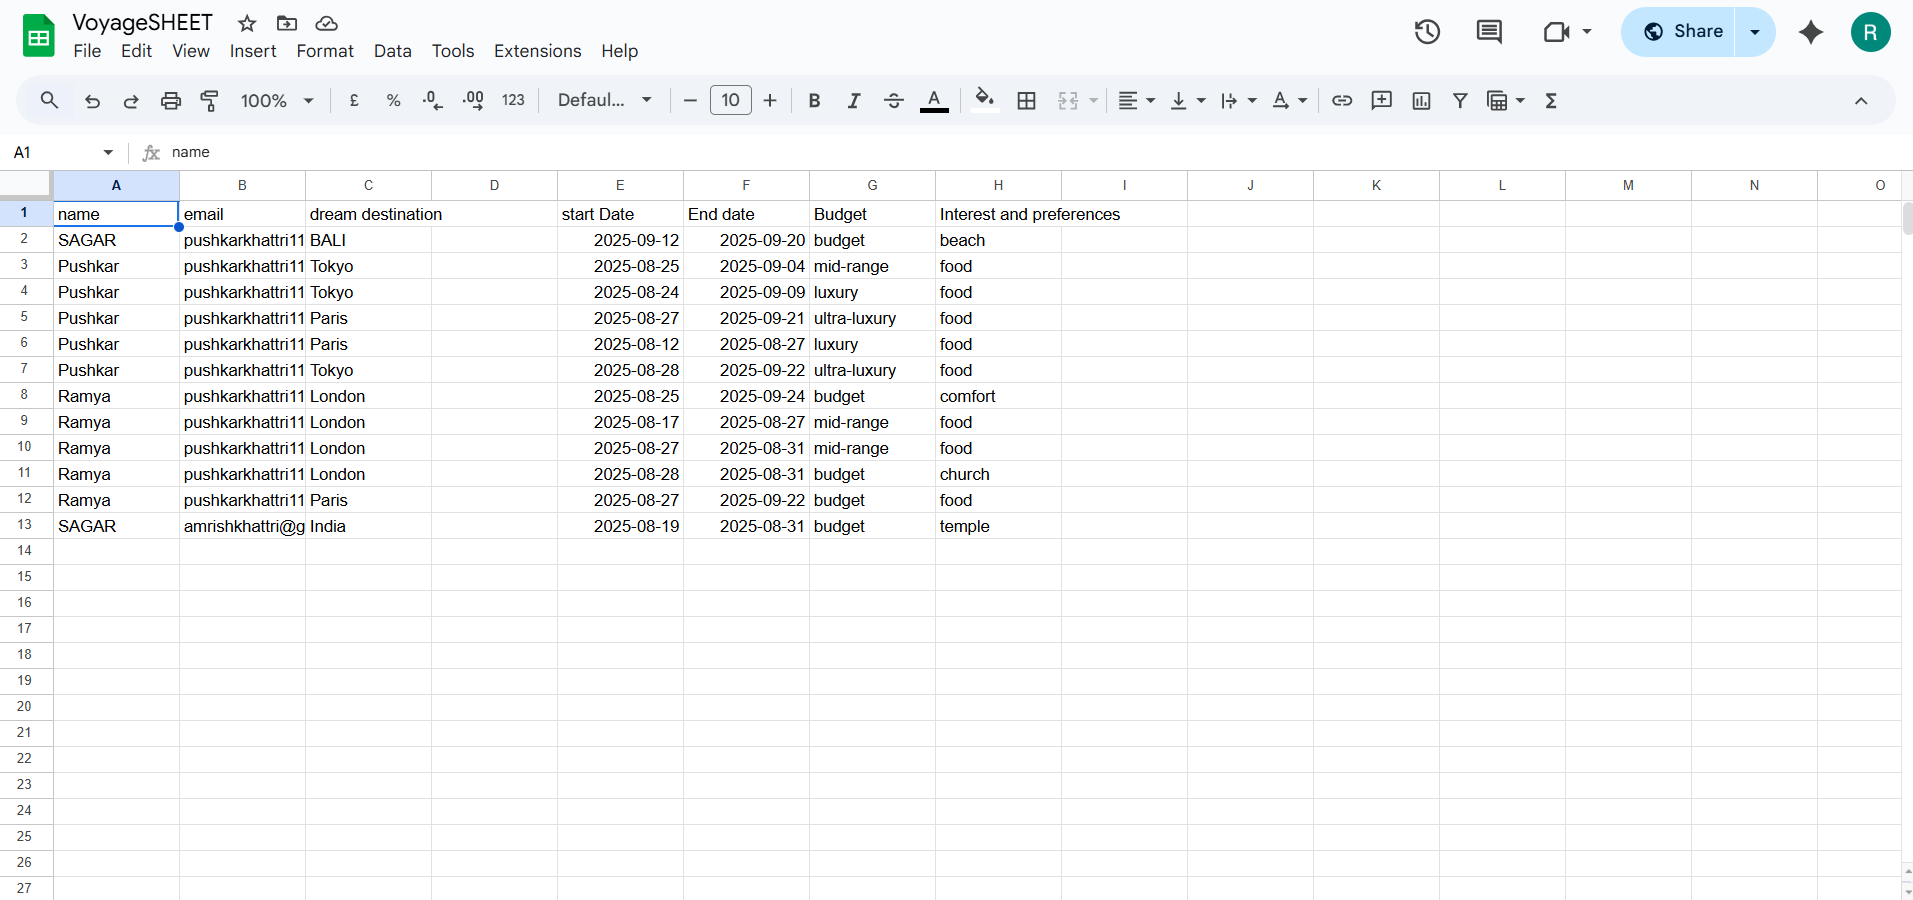 VoyageSHEET
File Edit View Insert Format Data Tools Extensions Help
Share
R
100% £ % .0 .00 123 Defaul... 10 B I A A Σ
A1 fx name
A B C D E F G H I J K L M N O
1 name email dream destination start Date End date Budget Interest and preferences
2 SAGAR pushkarkhattri11 BALI 2025-09-12 2025-09-20 budget beach
3 Pushkar pushkarkhattri11 Tokyo 2025-08-25 2025-09-04 mid-range food
4 Pushkar pushkarkhattri11 Tokyo 2025-08-24 2025-09-09 luxury food
5 Pushkar pushkarkhattri11 Paris 2025-08-27 2025-09-21 ultra-luxury food
6 Pushkar pushkarkhattri11 Paris 2025-08-12 2025-08-27 luxury food
7 Pushkar pushkarkhattri11 Tokyo 2025-08-28 2025-09-22 ultra-luxury food
8 Ramya pushkarkhattri11 London 2025-08-25 2025-09-24 budget comfort
9 Ramya pushkarkhattri11 London 2025-08-17 2025-08-27 mid-range food
10 Ramya pushkarkhattri11 London 2025-08-27 2025-08-31 mid-range food
11 Ramya pushkarkhattri11 London 2025-08-28 2025-08-31 budget church
12 Ramya pushkarkhattri11 Paris 2025-08-27 2025-09-22 budget food
13 SAGAR amrishkhattri@g India 2025-08-19 2025-08-31 budget temple
14
15
16
17
18
19
20
21
22
23
24
25
26
27